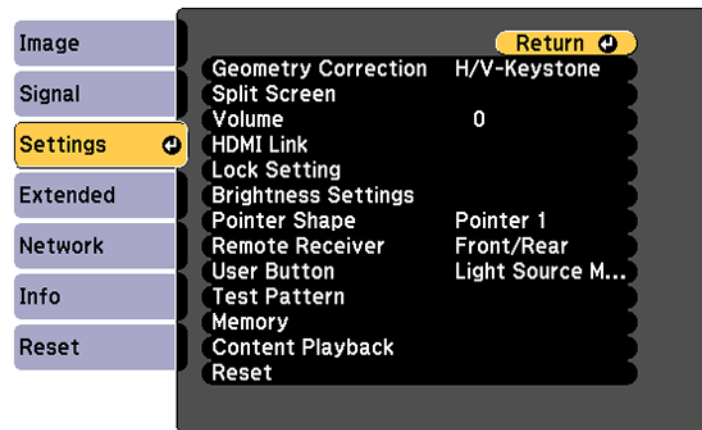 Image
Signal
Settings
Extended
Network
Info
Reset
Return
Geometry Correction H/V-Keystone
Split Screen
Volume 0
HDMI Link
Lock Setting
Brightness Settings
Pointer Shape Pointer 1
Remote Receiver Front/Rear
User Button Light Source M...
Test Pattern
Memory
Content Playback
Reset